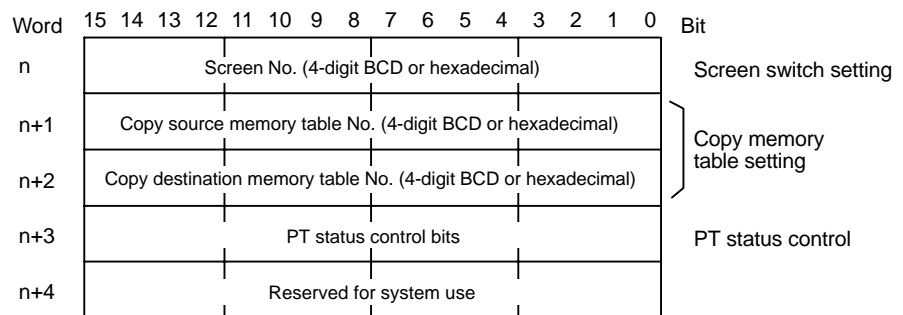 Word 15 14 13 12 11 10 9 8 7 6 5 4 3 2 1 0 Bit
n Screen No. (4-digit BCD or hexadecimal) Screen switch setting
n+1 Copy source memory table No. (4-digit BCD or hexadecimal)
Copy memory
table setting
n+2 Copy destination memory table No. (4-digit BCD or hexadecimal)
n+3 PT status control bits PT status control
n+4 Reserved for system use